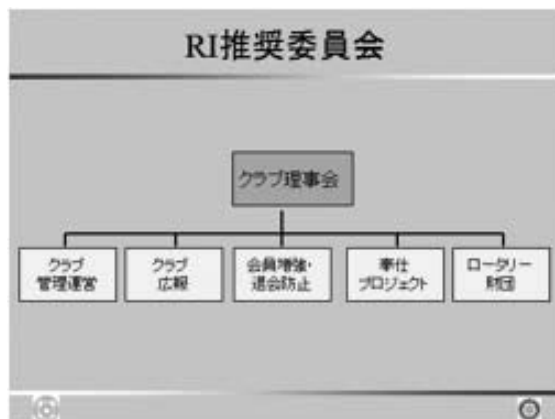 RI推奨委員会
クラブ理事会
クラブ
管理運営
クラブ
広報
会員増強・
退会防止
奉仕
プロジェクト
ロータリー
財団